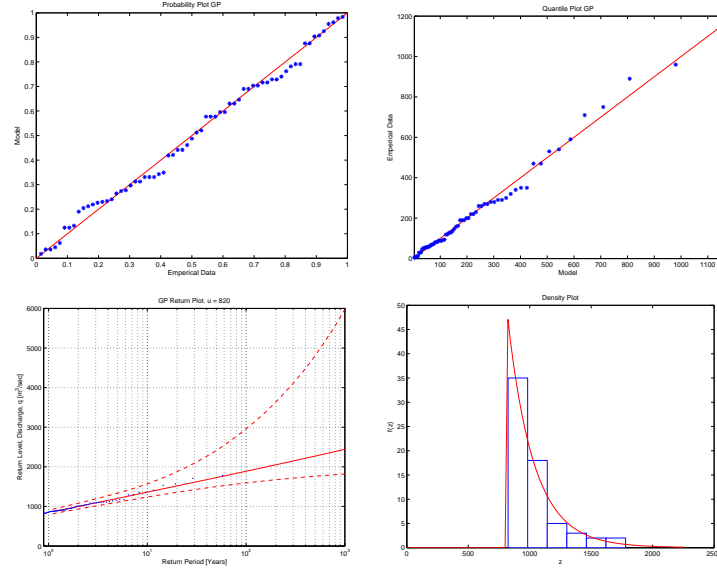 Probability Plot GP
1
0.9
0.8
0.7
0.6
0.5
0.4
0.3
0.2
0.1
0
Model
0 0.1 0.2 0.3 0.4 0.5 0.6 0.7 0.8 0.9 1
Emperical Data
Quantile Plot GP
1200
1000
800
600
400
200
0
Emperical Data
100 200 300 400 500 600 700 800 900 1000 1100
Model
GP Return Plot. u = 820
6000
5000
4000
3000
2000
1000
0
Return Level, Discharge, q [m³/sec]
10⁰ 10¹ 10² 10³
Return Period [Years]
Density Plot
50
45
40
35
30
25
20
15
10
5
0
f(z)
0 500 1000 1500 2000 2500
z